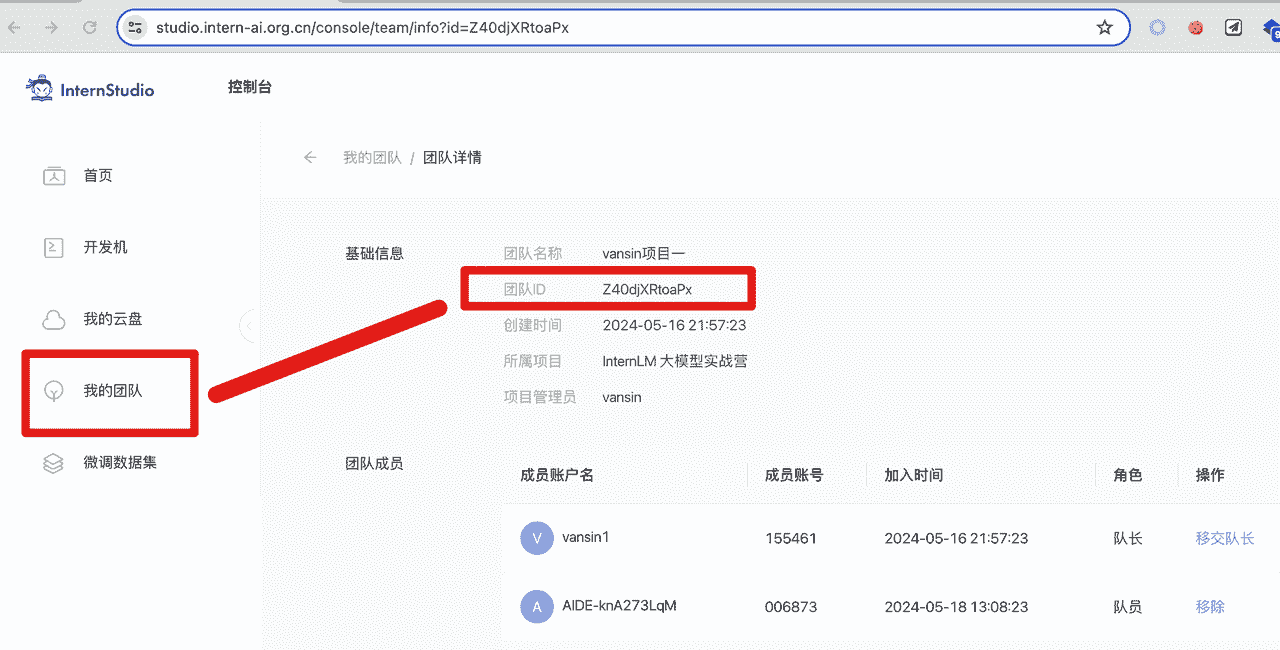 studio.intern-ai.org.cn/console/team/info?id=Z40djXRtoaPx
InternStudio
控制台
首页
开发机
我的云盘
我的团队
微调数据集
我的团队 / 团队详情
基础信息
团队名称 vansin项目一
团队ID Z40djXRtoaPx
创建时间 2024-05-16 21:57:23
所属项目 InternLM 大模型实战营
项目管理员 vansin
团队成员
成员账户名 成员账号 加入时间 角色 操作
V vansin1 155461 2024-05-16 21:57:23 队长 移交队长
A AIDE-knA273LqM 006873 2024-05-18 13:08:23 队员 移除